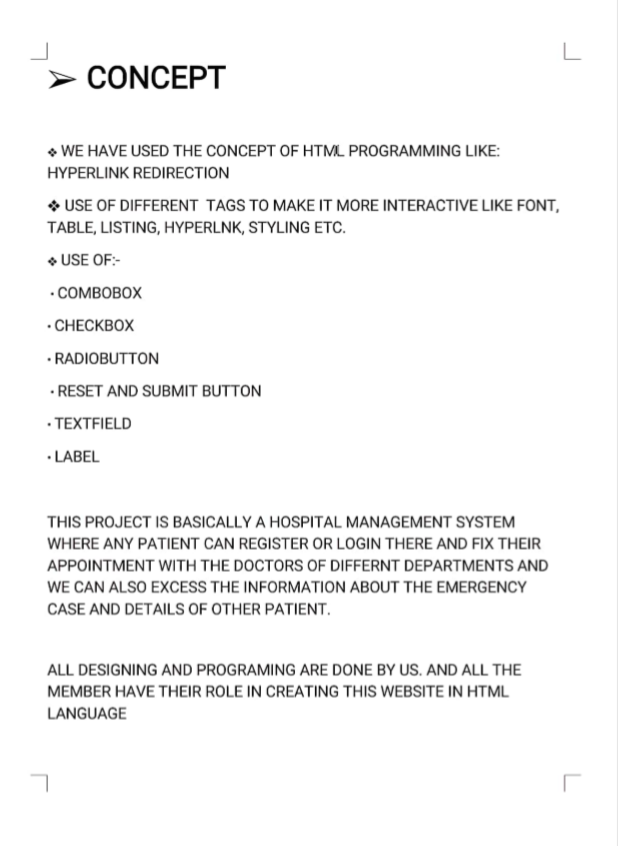 ➢ CONCEPT
❖ WE HAVE USED THE CONCEPT OF HTML PROGRAMMING LIKE:
HYPERLINK REDIRECTION
❖ USE OF DIFFERENT  TAGS TO MAKE IT MORE INTERACTIVE LIKE FONT,
TABLE, LISTING, HYPERLNK, STYLING ETC.
❖ USE OF:-
• COMBOBOX
• CHECKBOX
• RADIOBUTTON
• RESET AND SUBMIT BUTTON
• TEXTFIELD
• LABEL
THIS PROJECT IS BASICALLY A HOSPITAL MANAGEMENT SYSTEM
WHERE ANY PATIENT CAN REGISTER OR LOGIN THERE AND FIX THEIR
APPOINTMENT WITH THE DOCTORS OF DIFFERNT DEPARTMENTS AND
WE CAN ALSO EXCESS THE INFORMATION ABOUT THE EMERGENCY
CASE AND DETAILS OF OTHER PATIENT.
ALL DESIGNING AND PROGRAMING ARE DONE BY US. AND ALL THE
MEMBER HAVE THEIR ROLE IN CREATING THIS WEBSITE IN HTML
LANGUAGE